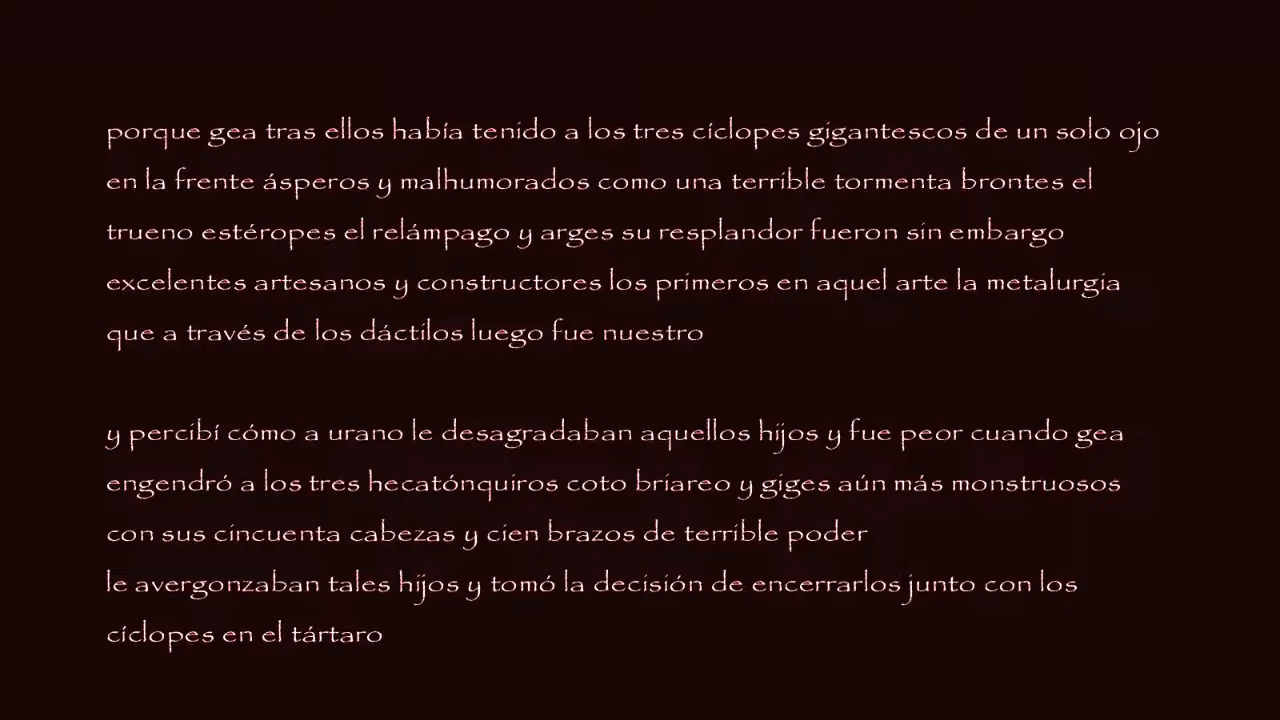 porque gea tras ellos había tenido a los tres cíclopes gigantescos de un solo ojo
en la frente ásperos y malhumorados como una terrible tormenta brontes el
trueno estéropes el relámpago y arges su resplandor fueron sin embargo
excelentes artesanos y constructores los primeros en aquel arte la metalurgia
que a través de los dáctilos luego fue nuestro
y percibí cómo a urano le desagradaban aquellos hijos y fue peor cuando gea
engendró a los tres hecatónquiros coto briareo y giges aún más monstruosos
con sus cincuenta cabezas y cien brazos de terrible poder
le avergonzaban tales hijos y tomó la decisión de encerrarlos junto con los
cíclopes en el tártaro